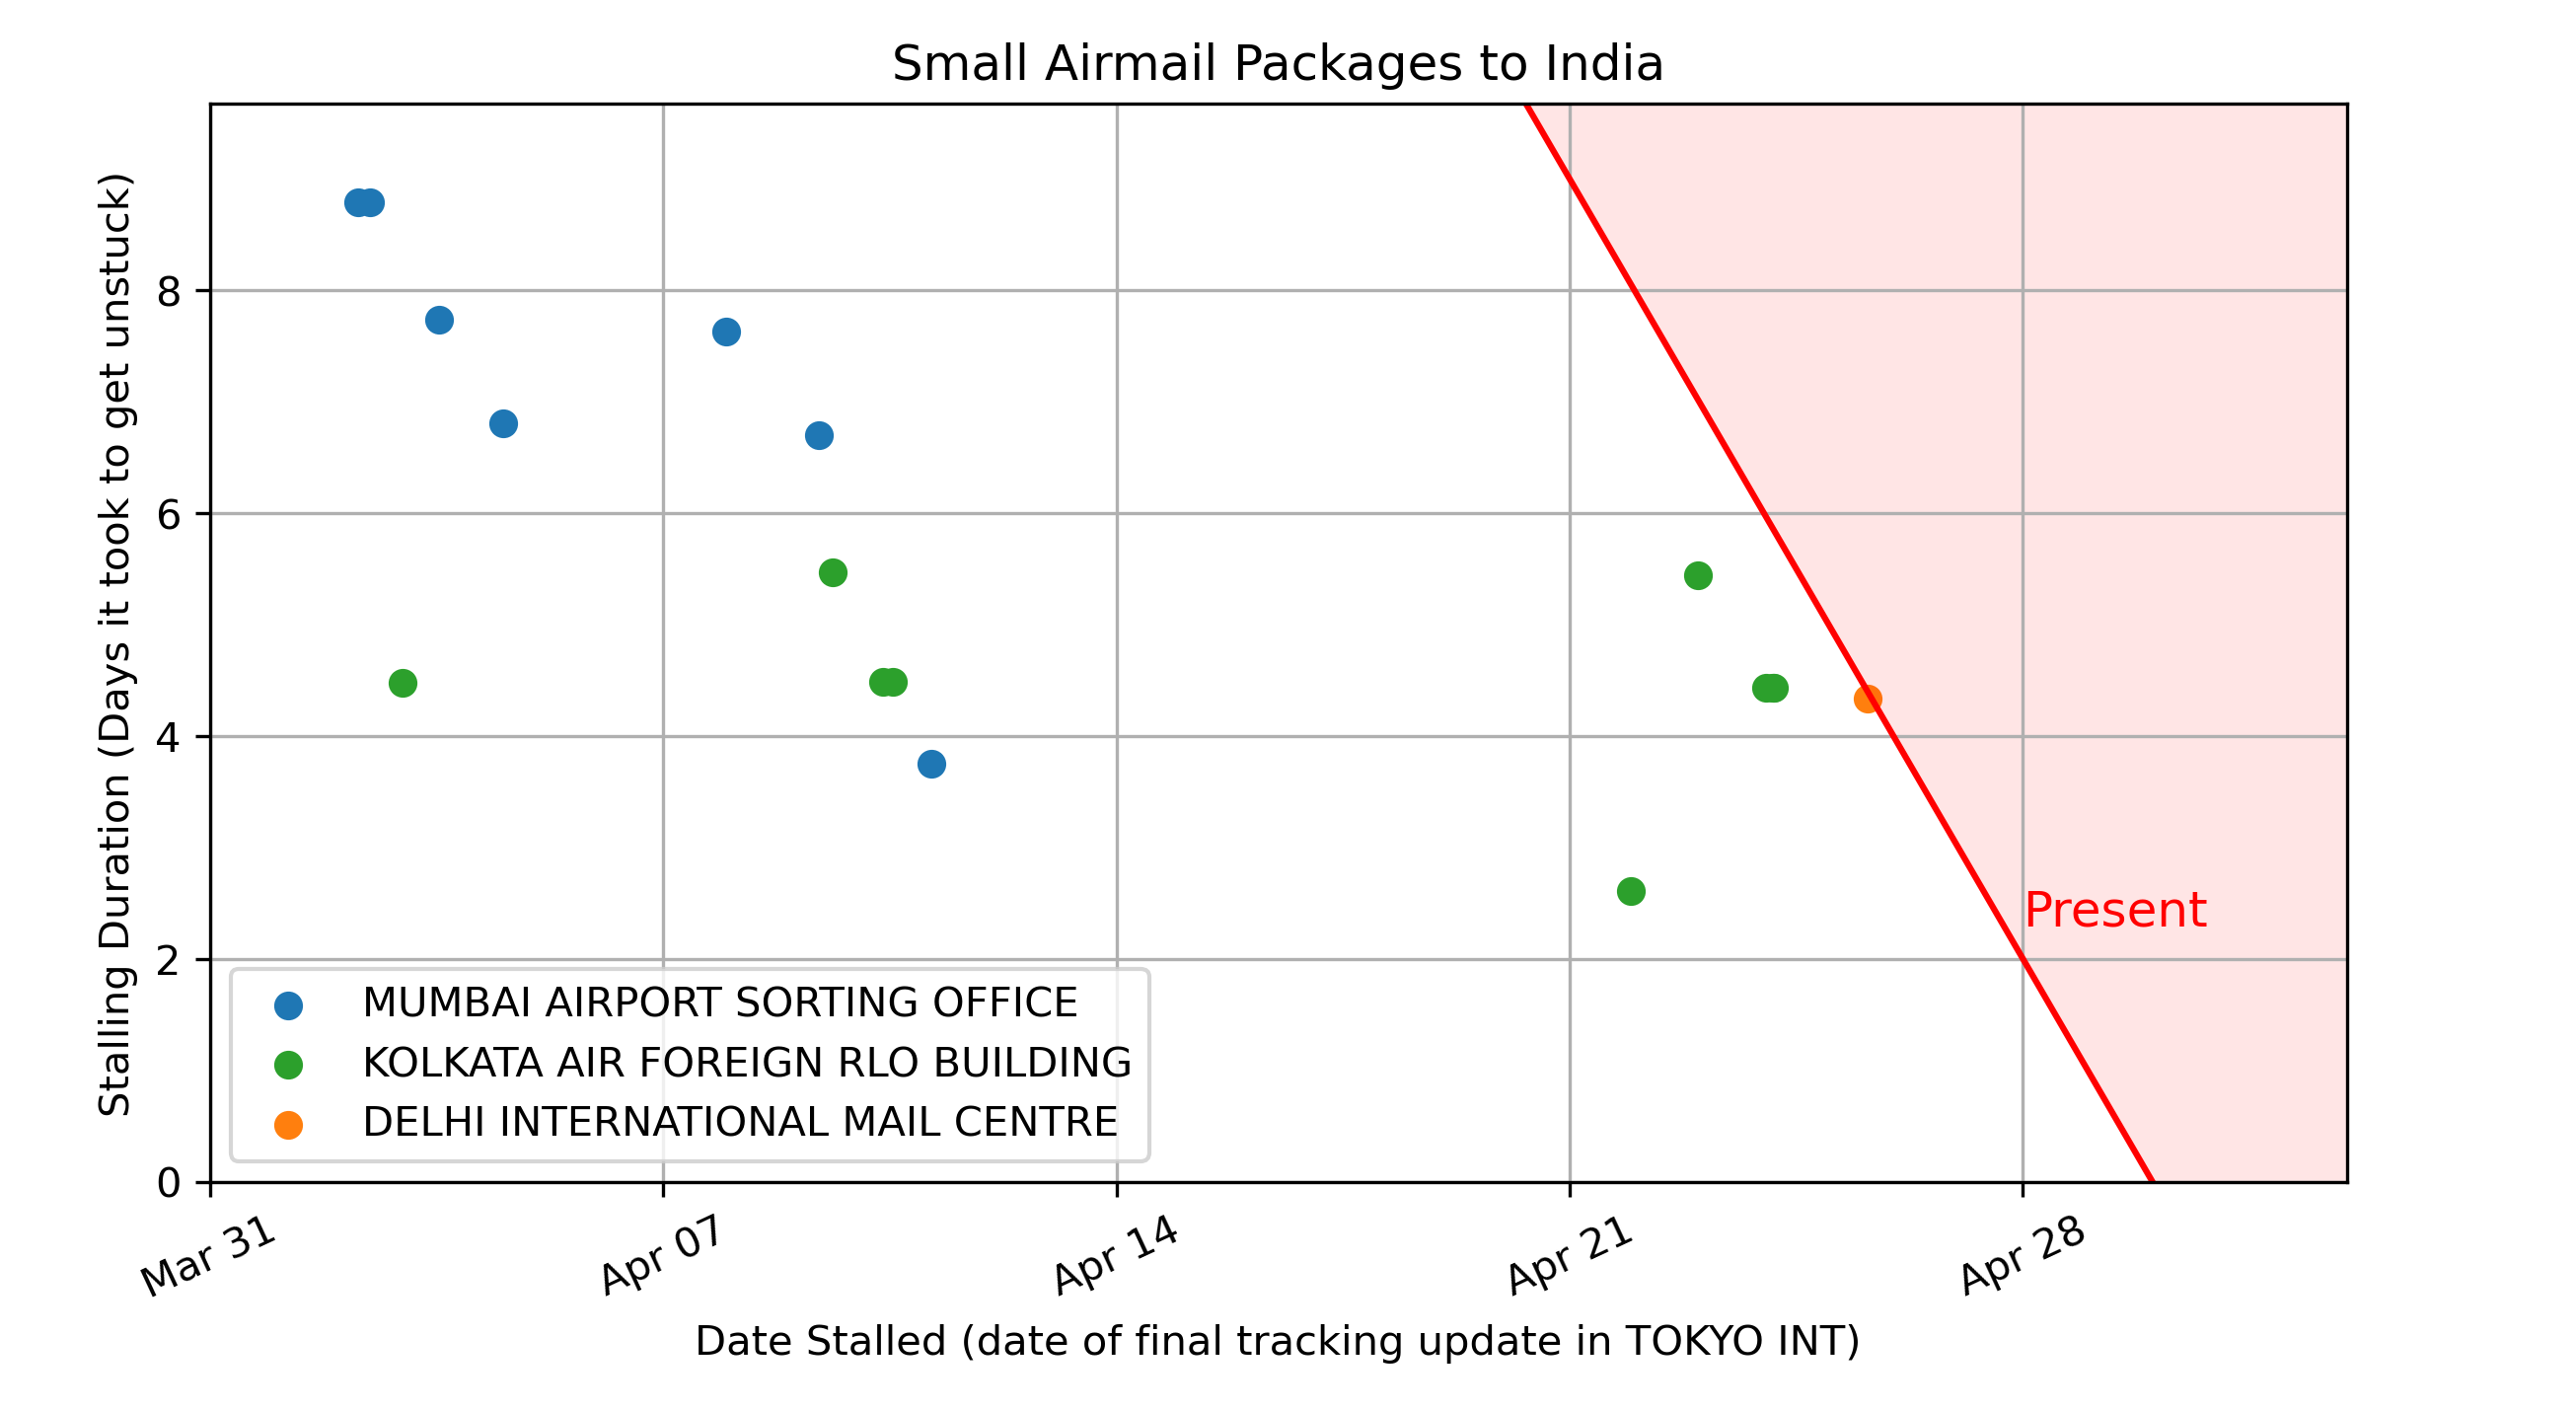 Small Airmail Packages to India
Stalling Duration (Days it took to get unstuck)
8
6
4
2
0
Present
MUMBAI AIRPORT SORTING OFFICE
KOLKATA AIR FOREIGN RLO BUILDING
DELHI INTERNATIONAL MAIL CENTRE
Mar 31
Apr 07
Apr 14
Apr 21
Apr 28
Date Stalled (date of final tracking update in TOKYO INT)